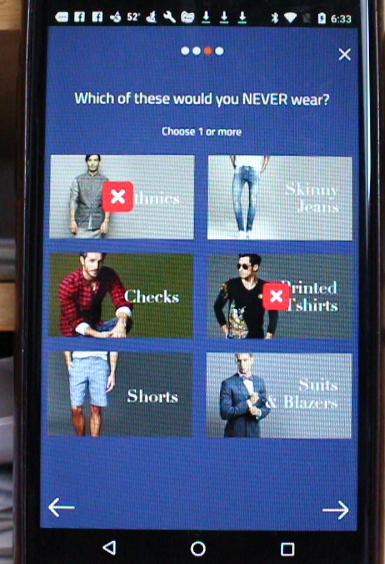 52° 6:33
Which of these would you NEVER wear?
Choose 1 or more
thnics
Skinny
Jeans
Checks
Printed
Tshirts
Shorts
Suits
& Blazers